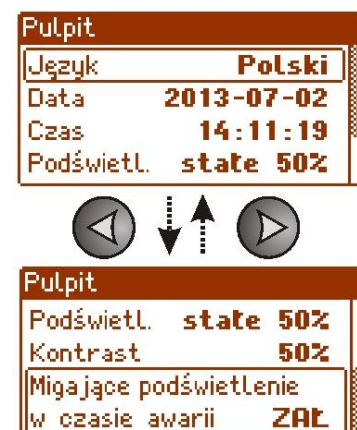 Pulpit
Język Polski
Data 2013-07-02
Czas 14:11:19
Podświetl. stałe 50%
Pulpit
Podświetl. stałe 50%
Kontrast 50%
Migające podświetlenie
w czasie awarii ZAŁ